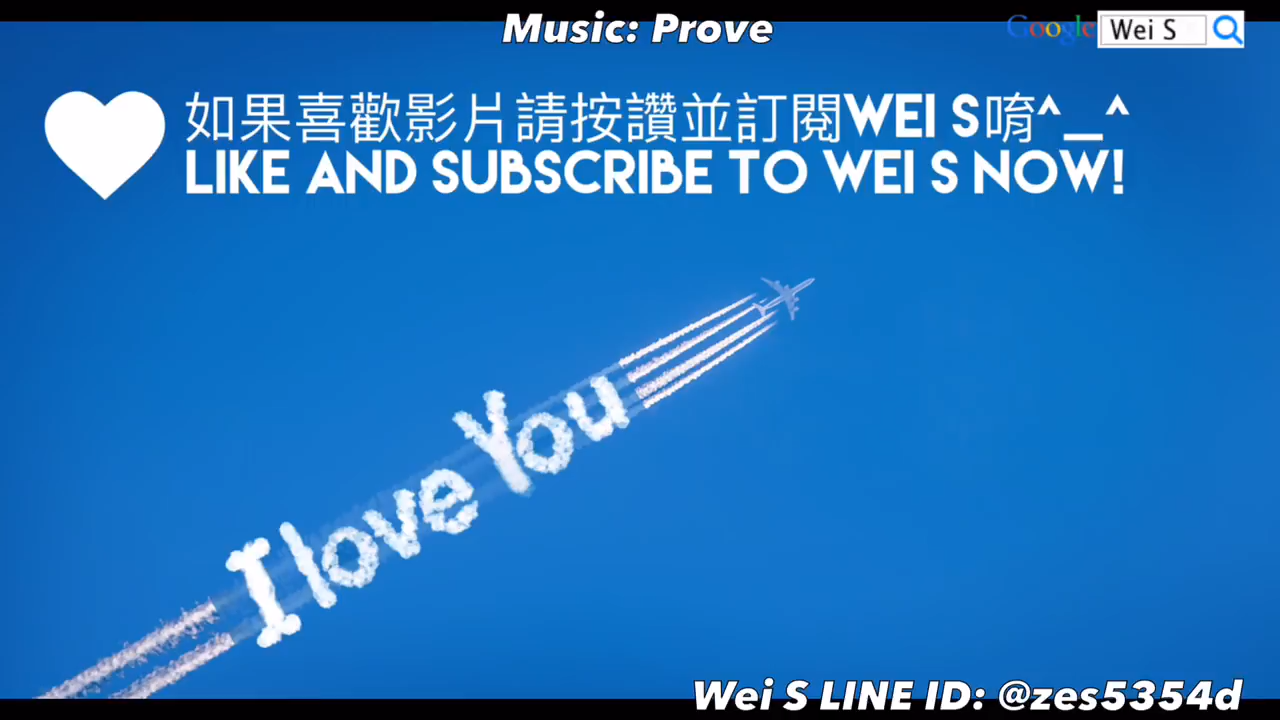 Music: Prove
Google Wei S
如果喜歡影片請按讚並訂閱WEI S唷^_^
LIKE AND SUBSCRIBE TO WEI S NOW!
I love You
Wei S LINE ID: @zes5354d